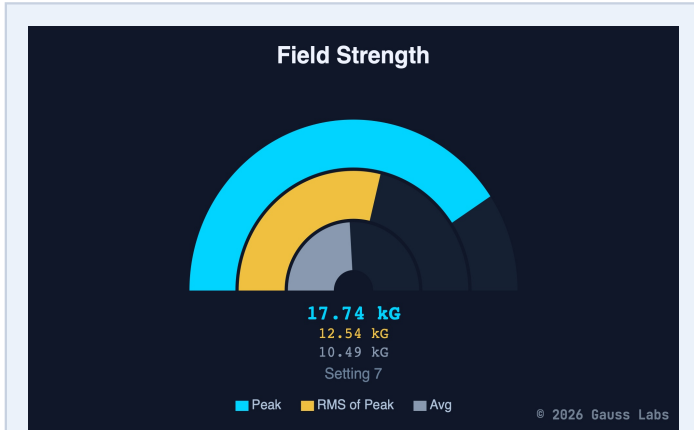 Field Strength
17.74 kG
12.54 kG
10.49 kG
Setting 7
Peak RMS of Peak Avg
© 2026 Gauss Labs